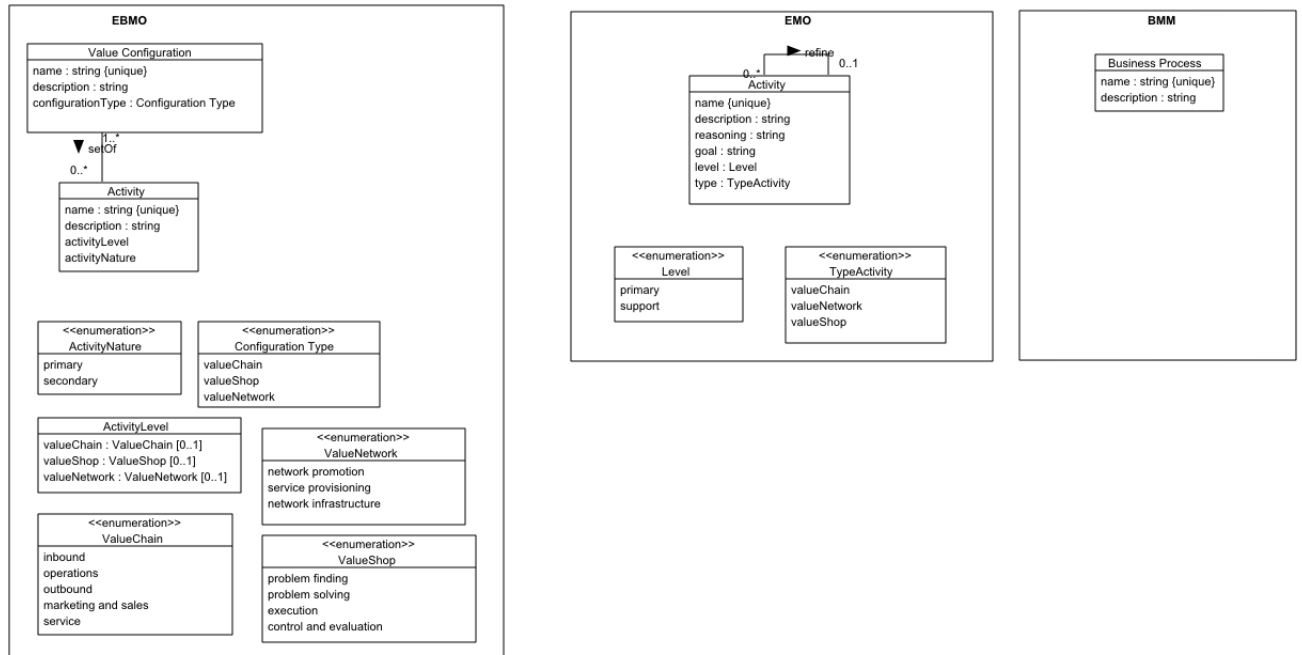 EBMO
Value Configuration
name : string {unique}
description : string
configurationType : Configuration Type
1..*
setOf
0..*
Activity
name : string {unique}
description : string
activityLevel
activityNature
<<enumeration>>
ActivityNature
primary
secondary
<<enumeration>>
Configuration Type
valueChain
valueShop
valueNetwork
ActivityLevel
valueChain : ValueChain [0..1]
valueShop : ValueShop [0..1]
valueNetwork : ValueNetwork [0..1]
<<enumeration>>
ValueNetwork
network promotion
service provisioning
network infrastructure
<<enumeration>>
ValueChain
inbound
operations
outbound
marketing and sales
service
<<enumeration>>
ValueShop
problem finding
problem solving
execution
control and evaluation
EMO
refine
0..*
0..1
Activity
name {unique}
description : string
reasoning : string
goal : string
level : Level
type : TypeActivity
<<enumeration>>
Level
primary
support
<<enumeration>>
TypeActivity
valueChain
valueNetwork
valueShop
BMM
Business Process
name : string {unique}
description : string